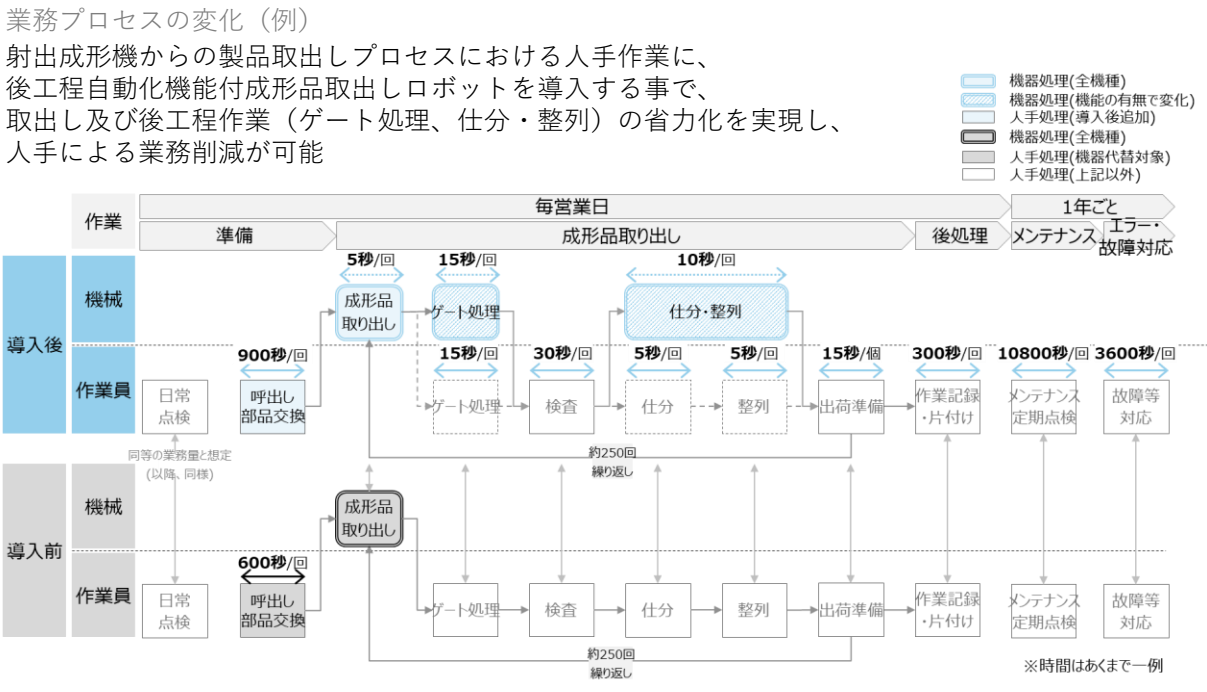 業務プロセスの変化（例）
射出成形機からの製品取出しプロセスにおける人手作業に、
後工程自動化機能付成形品取出しロボットを導入する事で、
取出し及び後工程作業（ゲート処理、仕分・整列）の省力化を実現し、
人手による業務削減が可能
機器処理(全機種)
機器処理(機能の有無で変化)
人手処理(導入後追加)
機器処理(全機種)
人手処理(機器代替対象)
人手処理(上記以外)
作業
毎営業日
1年ごと
準備
成形品取り出し
後処理
メンテナンス
エラー・
故障対応
導入後
機械
5秒/回
15秒/回
10秒/回
成形品
取り出し
ゲート処理
仕分・整列
作業員
900秒/回
15秒/回
30秒/回
5秒/回
5秒/回
15秒/個
300秒/回
10800秒/回
3600秒/回
日常
点検
呼出し
部品交換
ゲート処理
検査
仕分
整列
出荷準備
作業記録
・片付け
メンテナンス
定期点検
故障等
対応
同等の業務量と想定
(以降、同様)
約250回
繰り返し
導入前
機械
成形品
取り出し
作業員
600秒/回
日常
点検
呼出し
部品交換
ゲート処理
検査
仕分
整列
出荷準備
作業記録
・片付け
メンテナンス
定期点検
故障等
対応
約250回
繰り返し
※時間はあくまで一例